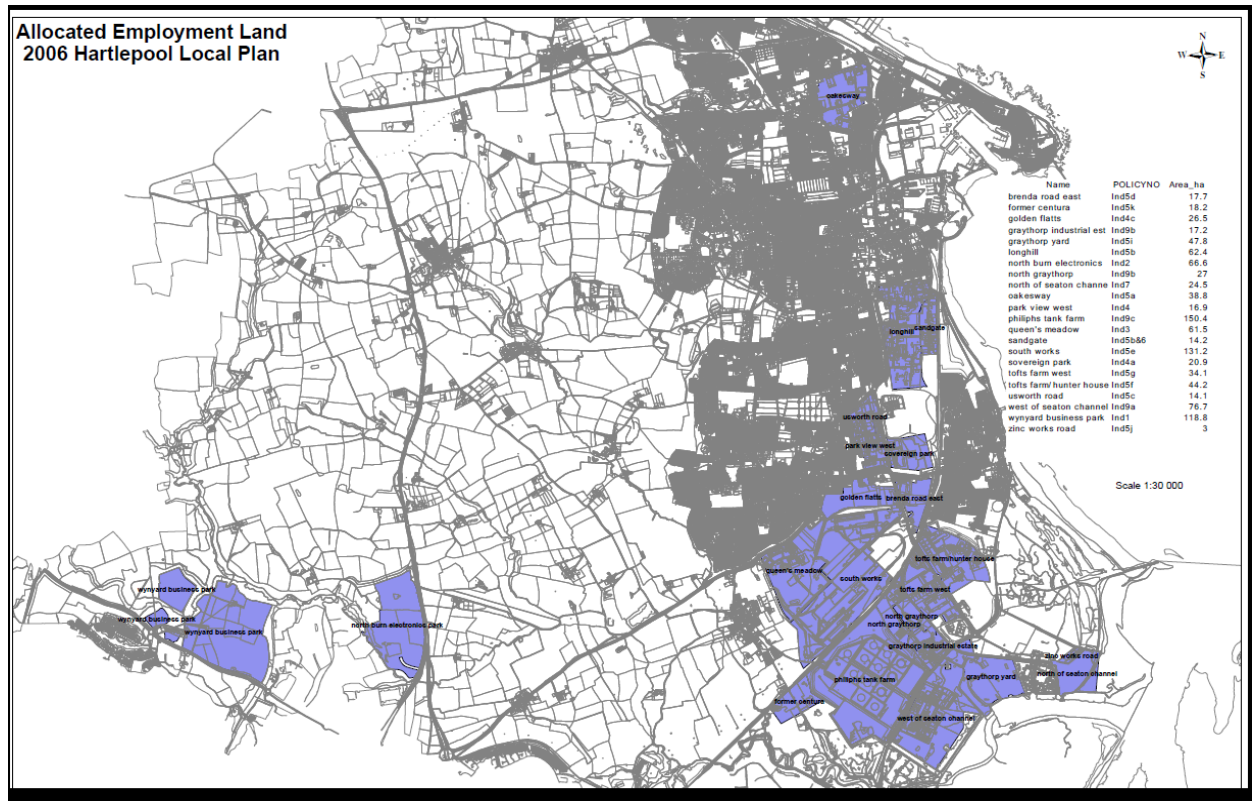 Allocated Employment Land
2006 Hartlepool Local Plan
N
W E
S
oakesway
Name POLICYNO Area_ha
brenda road east Ind5d 17.7
former centura Ind5k 18.2
golden flatts Ind4c 26.5
graythorp industrial est Ind9b 17.2
graythorp yard Ind5i 47.8
longhill Ind5b 62.4
north burn electronics Ind2 66.6
north graythorp Ind9b 27
north of seaton channe Ind7 24.5
oakesway Ind5a 38.8
park view west Ind4 16.9
philiphs tank farm Ind9c 150.4
queen's meadow Ind3 61.5
sandgate Ind5b&6 14.2
south works Ind5e 131.2
sovereign park Ind4a 20.9
tofts farm west Ind5g 34.1
tofts farm/ hunter house Ind5f 44.2
usworth road Ind5c 14.1
west of seaton channel Ind9a 76.7
wynyard business park Ind1 118.8
zinc works road Ind5j 3
Scale 1:30 000
longhill
sandgate
usworth road
park view west
sovereign park
golden flatts
brenda road east
tofts farm/hunter house
queen's meadow
south works
tofts farm west
wynyard business park
wynyard business park
wynyard business park
north burn electronics park
north graythorp
north graythorp
graythorp industrial estate
zinc works road
north of seaton channel
graythorp yard
philiphs tank farm
former centura
west of seaton channel